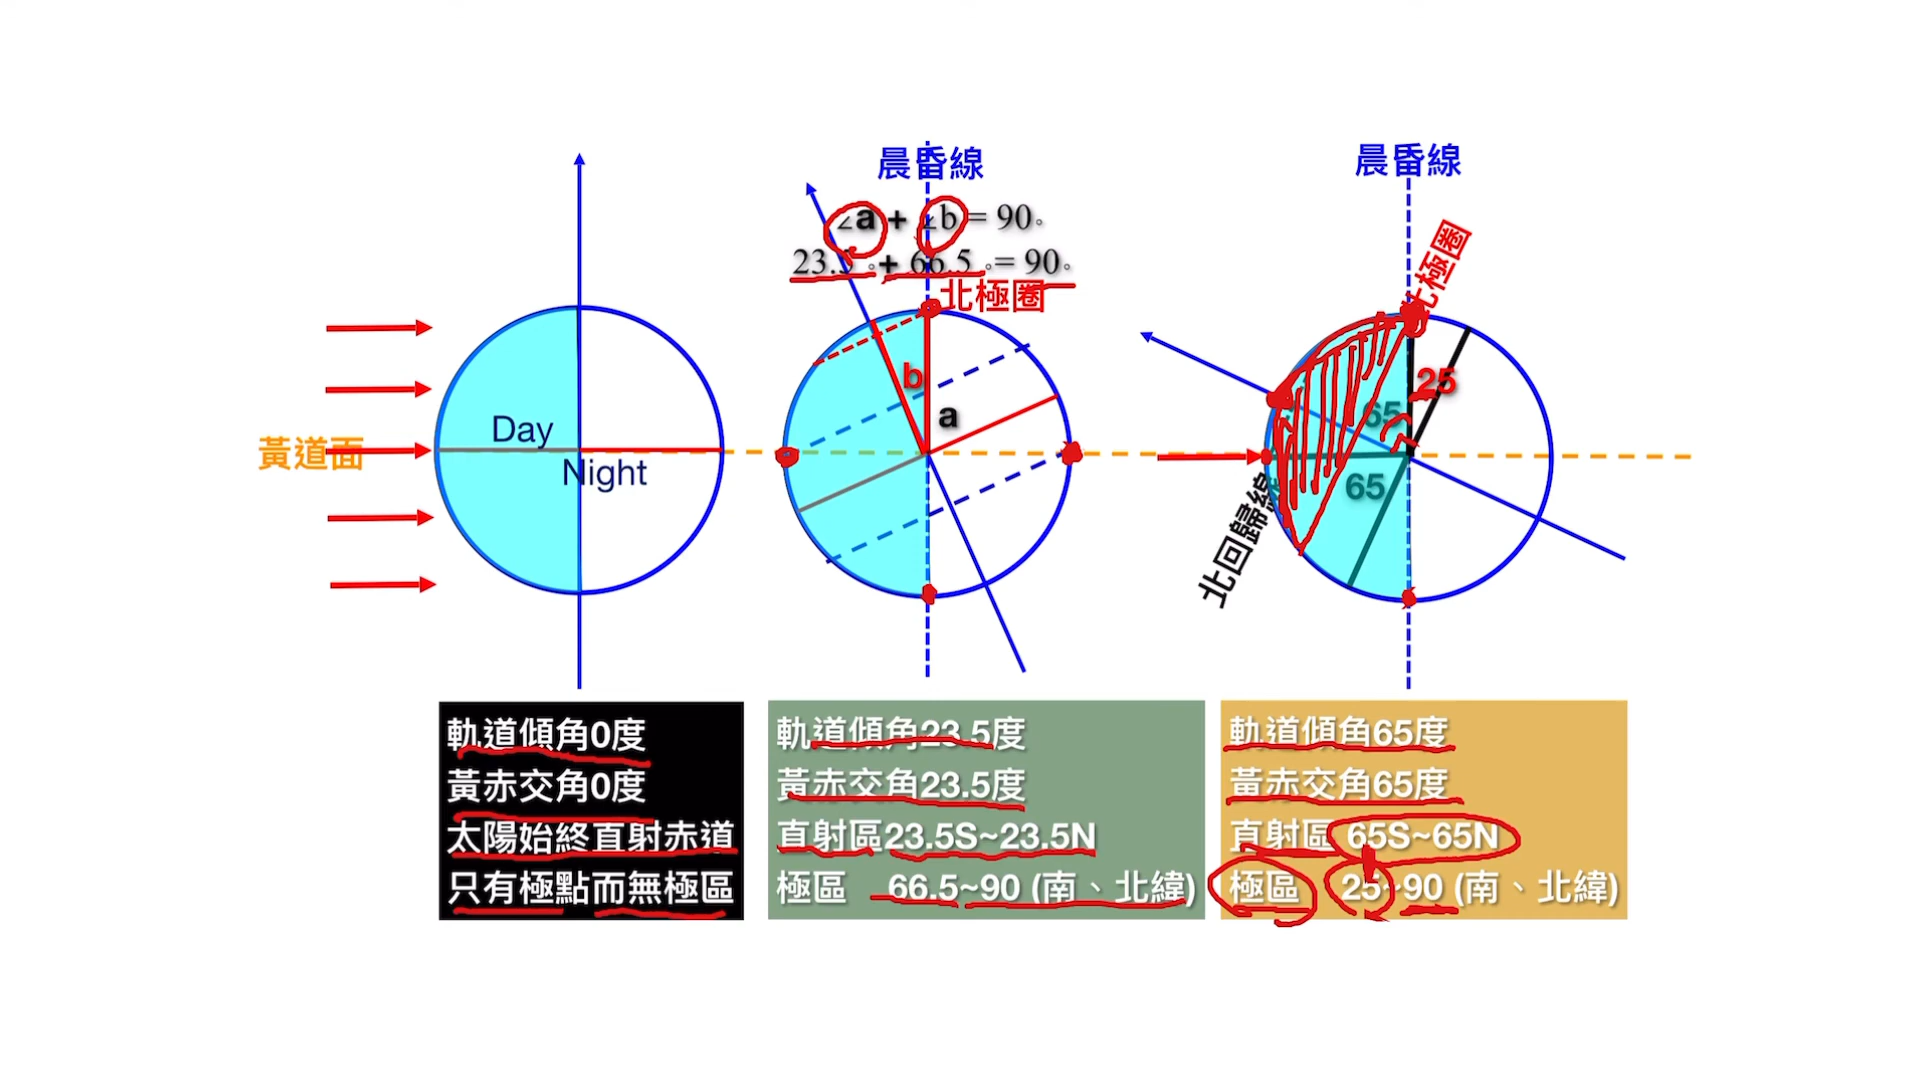 晨昏線
晨昏線
∠a + ∠b = 90°
23.5° + 66.5° = 90°
北極圈
北極圈
b
a
25
65
65
Day
Night
黃道面
北回歸線
軌道傾角0度
黃赤交角0度
太陽始終直射赤道
只有極點而無極區
軌道傾角23.5度
黃赤交角23.5度
直射區23.5S~23.5N
極區 66.5~90 (南、北緯)
軌道傾角65度
黃赤交角65度
直射區 65S~65N
極區 25~90 (南、北緯)